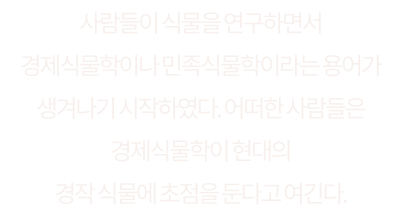 사람들이 식물을 연구하면서
경제식물학이나 민족식물학이라는 용어가
생겨나기 시작하였다. 어떠한 사람들은
경제식물학이 현대의
경작 식물에 초점을 둔다고 여긴다.